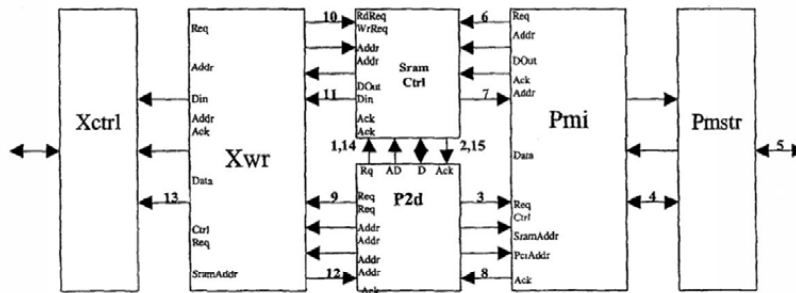 Xctrl
Req
Addr
Din
Addr
Ack
Xwr
Data
Ctrl
Req
SramAddr
10
11
13
9
12
RdReq
WrReq
Addr
Addr
Sram
Ctrl
DOut
Din
Ack
Ack
1,14
2,15
Rq
AD
D
Ack
P2d
Req
Req
Addr
Addr
Addr
Addr
Ack
6
7
3
8
Req
Addr
DOut
Ack
Addr
Pmi
Data
Req
Ctrl
SramAddr
PciAddr
Ack
4
Pmstr
5